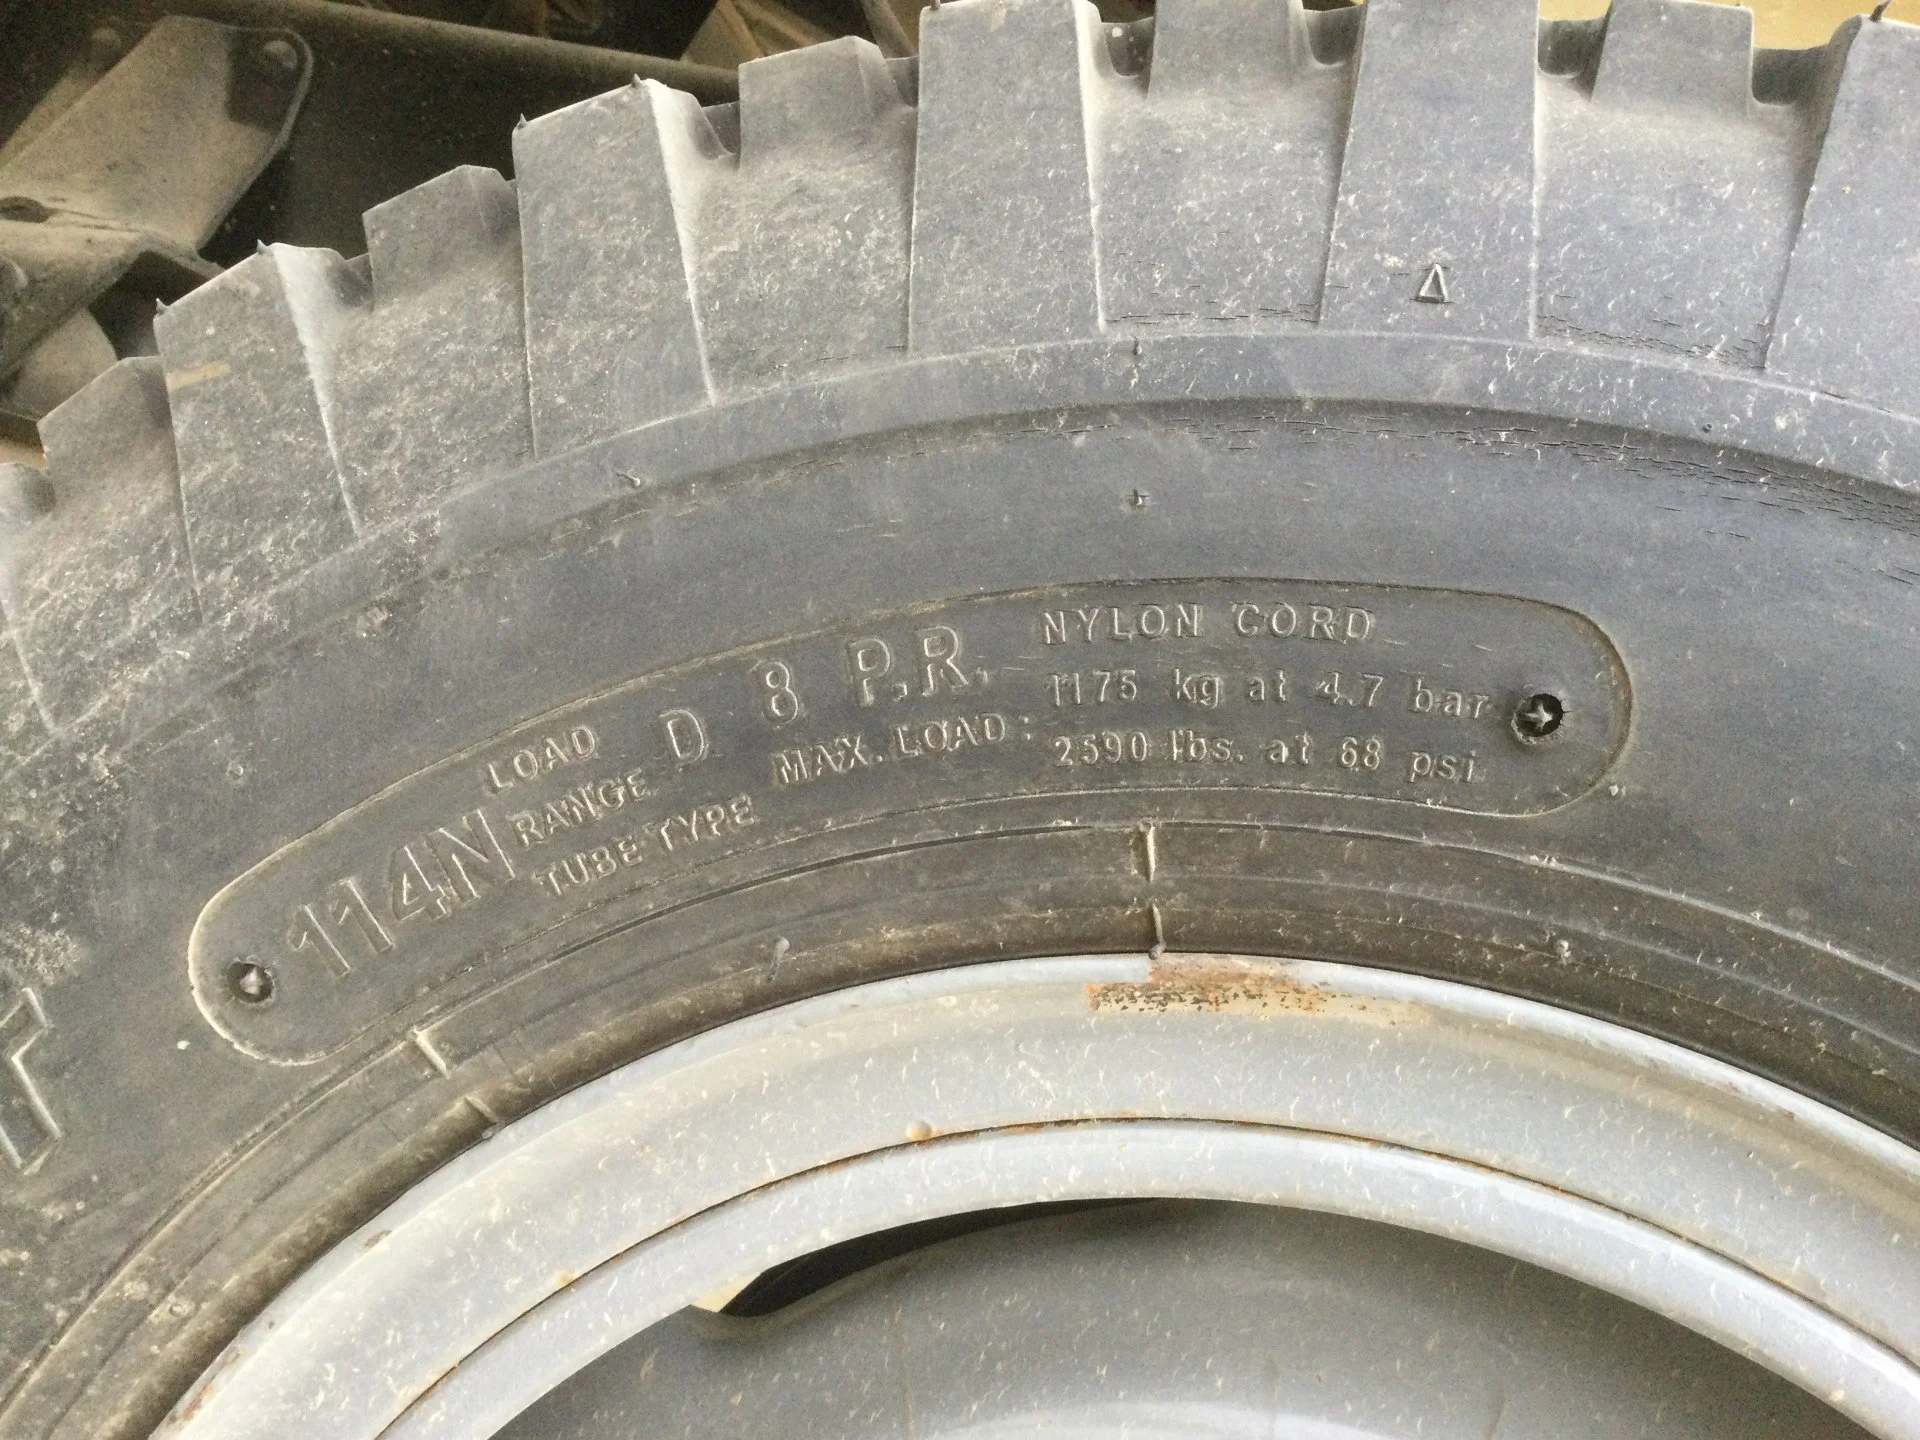 114N
LOAD RANGE D 8 P.R.
TUBE TYPE
NYLON CORD
MAX. LOAD: 1175 kg at 4.7 bar
2590 lbs. at 68 psi
Δ